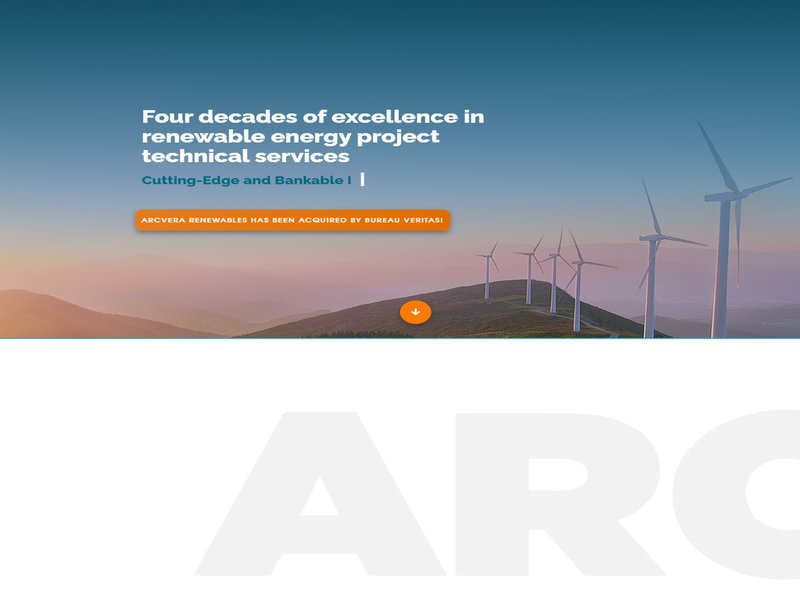 Four decades of excellence in
renewable energy project
technical services
Cutting-Edge and Bankable I
ARCVERA RENEWABLES HAS BEEN ACQUIRED BY BUREAU VERITAS!
ARC